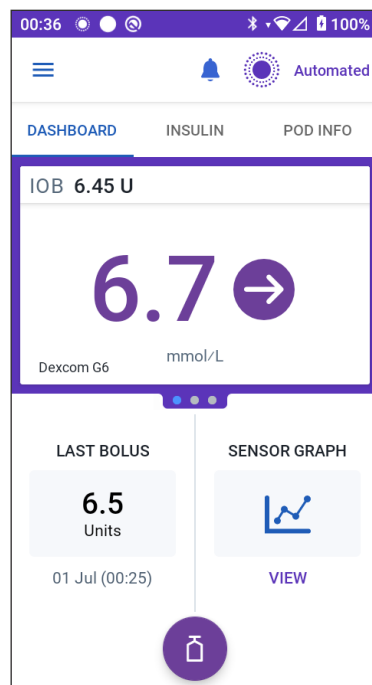 00:36 100%
Automated
DASHBOARD INSULIN POD INFO
IOB 6.45 U
6.7
mmol/L
Dexcom G6
LAST BOLUS
6.5
Units
01 Jul (00:25)
SENSOR GRAPH
VIEW